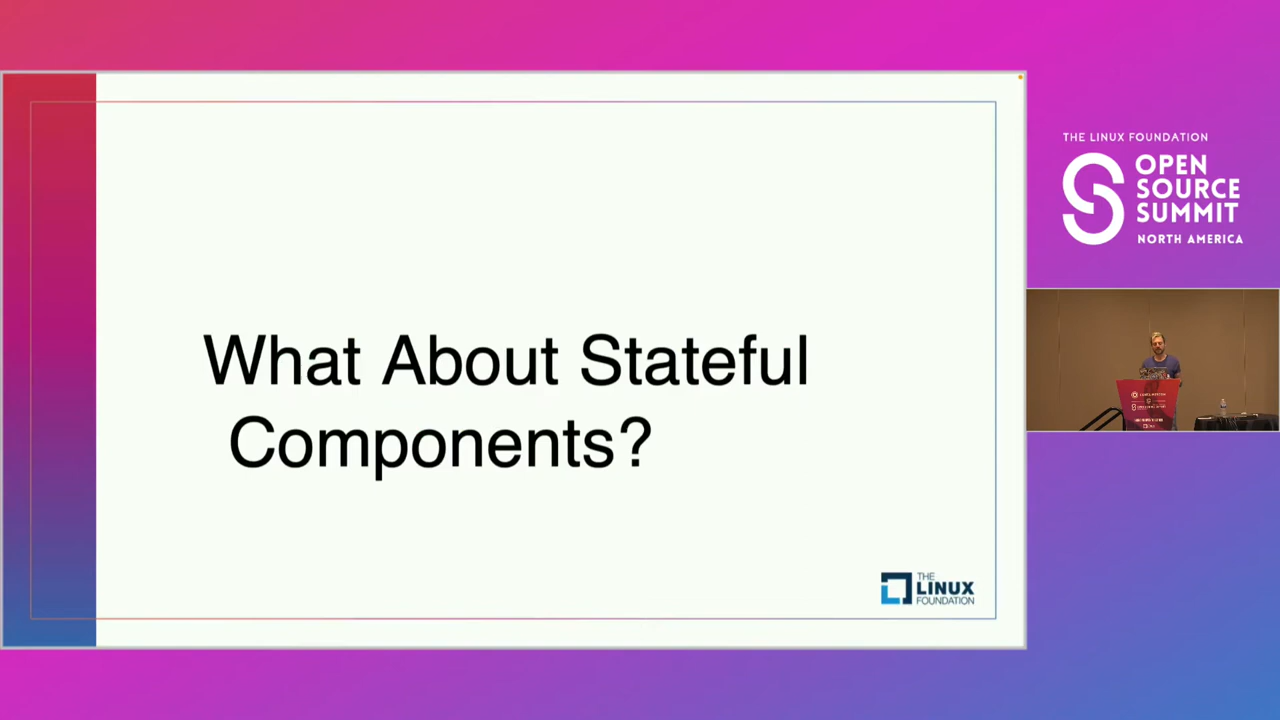 What About Stateful
Components?
THE
LINUX
FOUNDATION
THE LINUX FOUNDATION
OPEN
SOURCE
SUMMIT
NORTH AMERICA